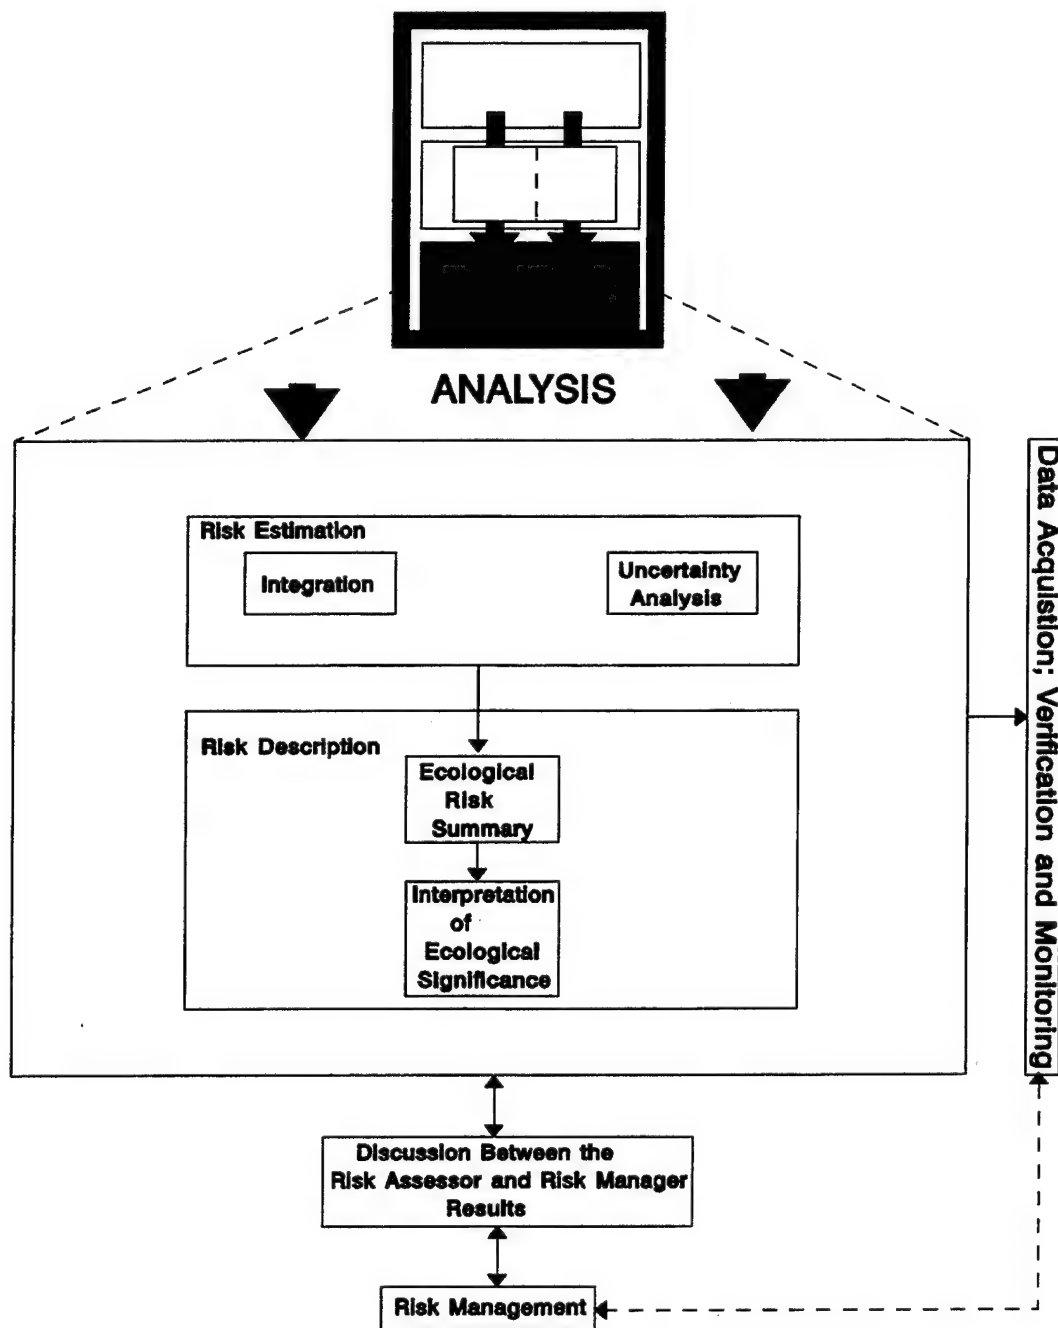 ANALYSIS
Risk Estimation
Integration
Uncertainty
Analysis
Risk Description
Ecological
Risk
Summary
Interpretation
of
Ecological
Significance
Data Acquistion; Verification and Monitoring
Discussion Between the
Risk Assessor and Risk Manager
Results
Risk Management